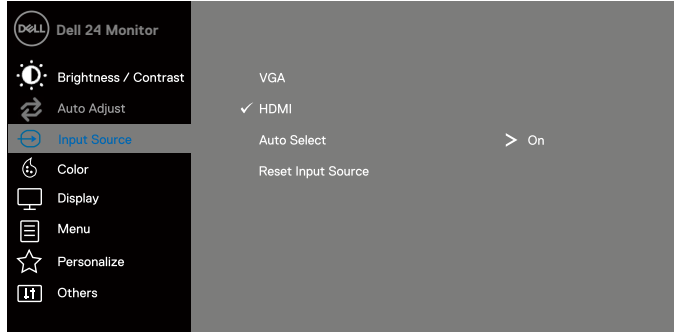 DELL Dell 24 Monitor
Brightness / Contrast
VGA
Auto Adjust
✓ HDMI
Input Source
Auto Select > On
Color
Reset Input Source
Display
Menu
Personalize
Others